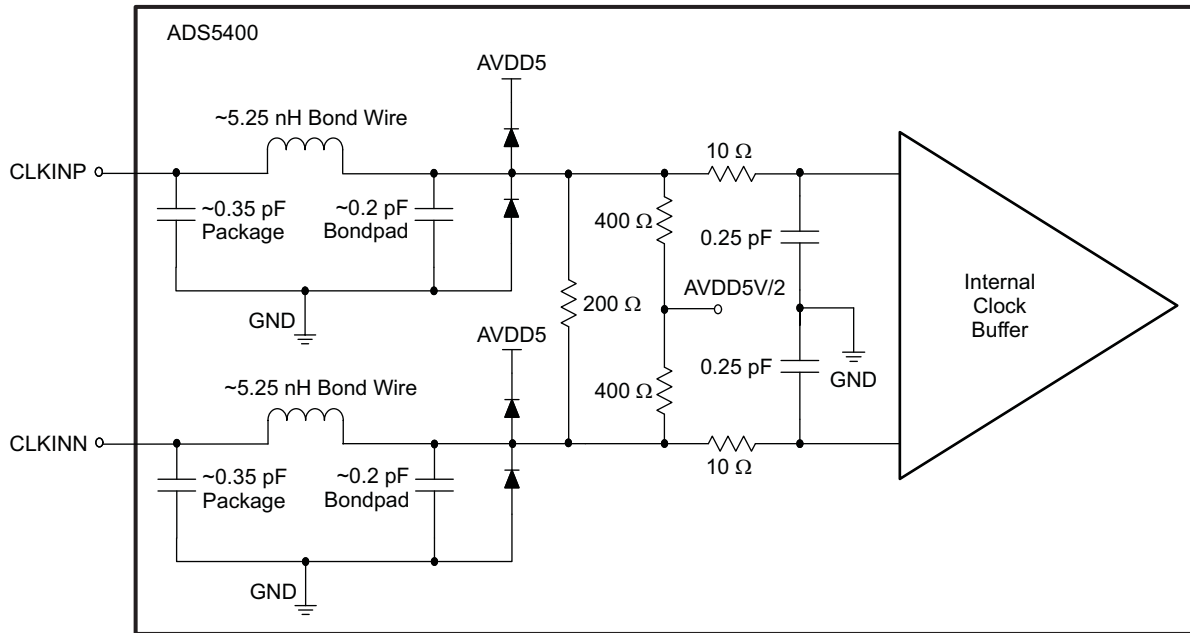 ADS5400
AVDD5
~5.25 nH Bond Wire
10 Ω
CLKINP
~0.35 pF
Package
~0.2 pF
Bondpad
400 Ω
0.25 pF
Internal
Clock
Buffer
AVDD5V/2
200 Ω
GND
AVDD5
0.25 pF
GND
~5.25 nH Bond Wire
400 Ω
CLKINN
10 Ω
~0.35 pF
Package
~0.2 pF
Bondpad
GND